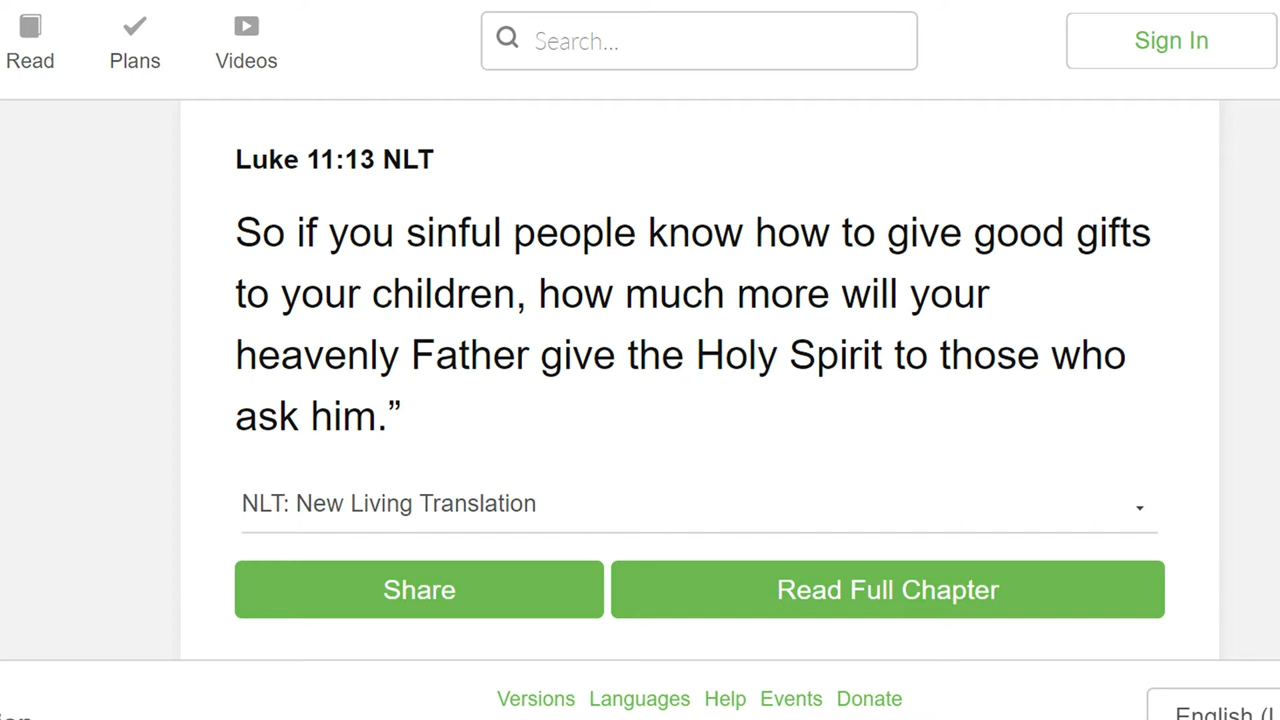 Read Plans Videos Search... Sign In
Luke 11:13 NLT
So if you sinful people know how to give good gifts
to your children, how much more will your
heavenly Father give the Holy Spirit to those who
ask him.”
NLT: New Living Translation
Share Read Full Chapter
Versions Languages Help Events Donate
English